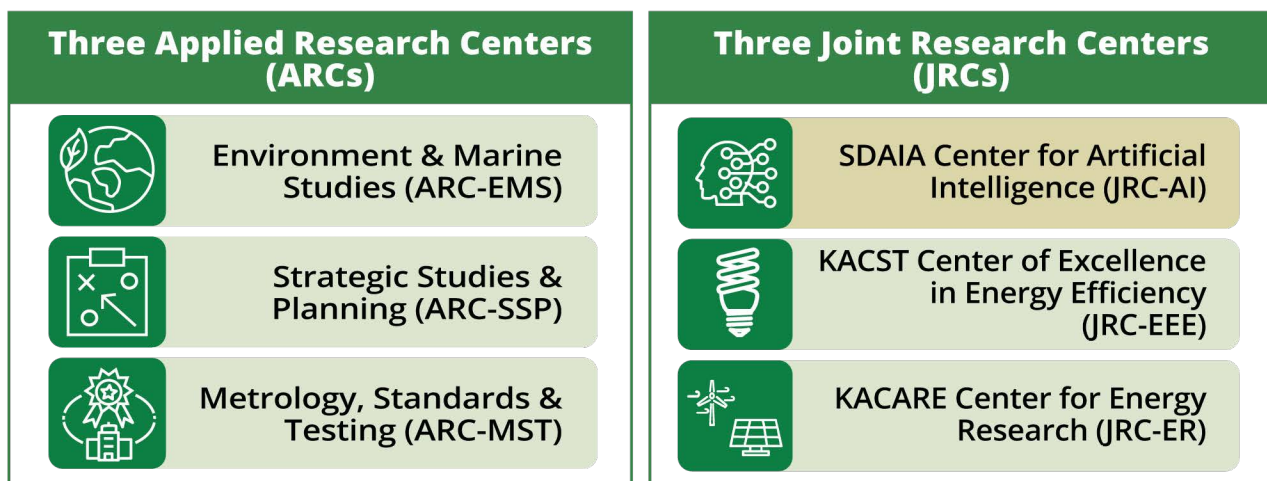 Three Applied Research Centers
(ARCs)
Environment & Marine
Studies (ARC-EMS)
Strategic Studies &
Planning (ARC-SSP)
Metrology, Standards &
Testing (ARC-MST)
Three Joint Research Centers
(JRCs)
SDAIA Center for Artificial
Intelligence (JRC-AI)
KACST Center of Excellence
in Energy Efficiency
(JRC-EEE)
KACARE Center for Energy
Research (JRC-ER)